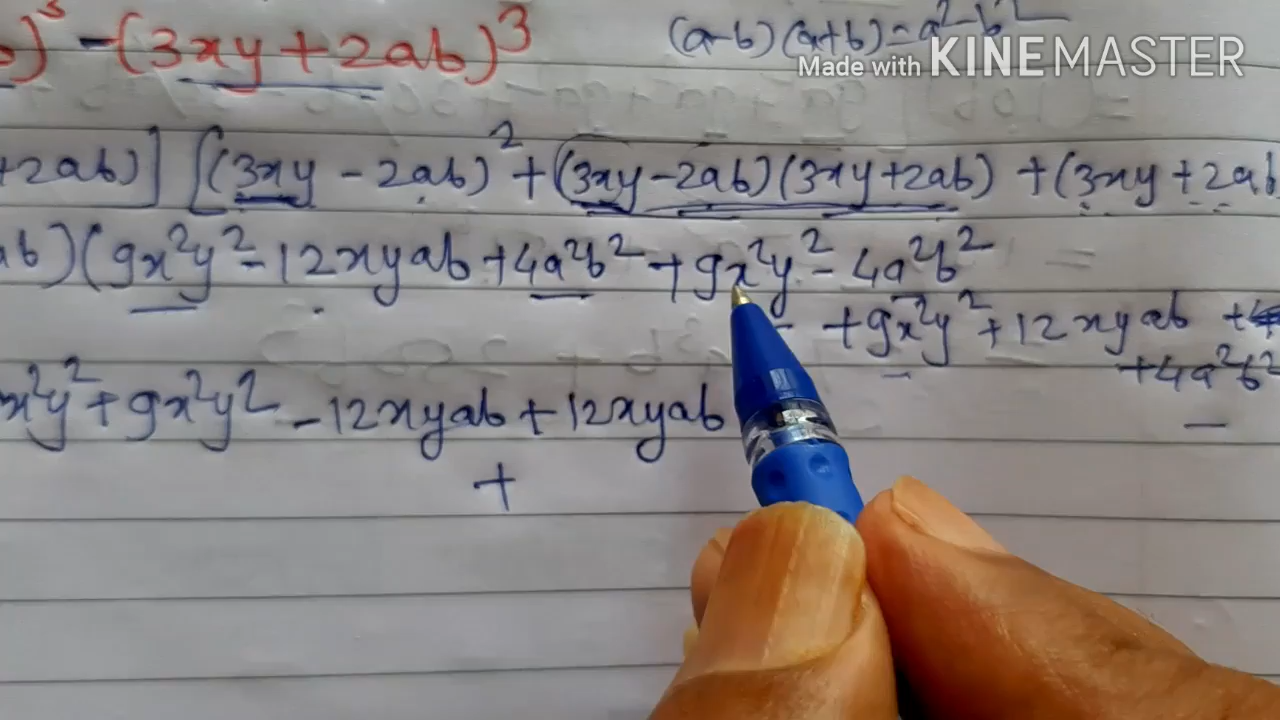 )³ -(3xy + 2ab)³
(a-b)(a+b) = a²-b²
Made with KINEMASTER
+2ab)] [(3xy - 2ab)² + (3xy-2ab)(3xy+2ab) + (3xy+2ab
ab)(9x²y² - 12xyab + 4a²b² + 9x²y² - 4a²b²
+ 9x²y² + 12xyab +4
+4a²b²
x²y² + 9x²y² - 12xyab + 12xyab
+